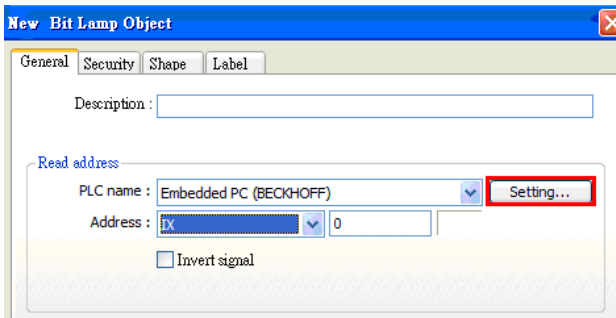 New Bit Lamp Object
General Security Shape Label
Description :
Read address
PLC name : Embedded PC (BECKHOFF) Setting...
Address : IX 0
Invert signal